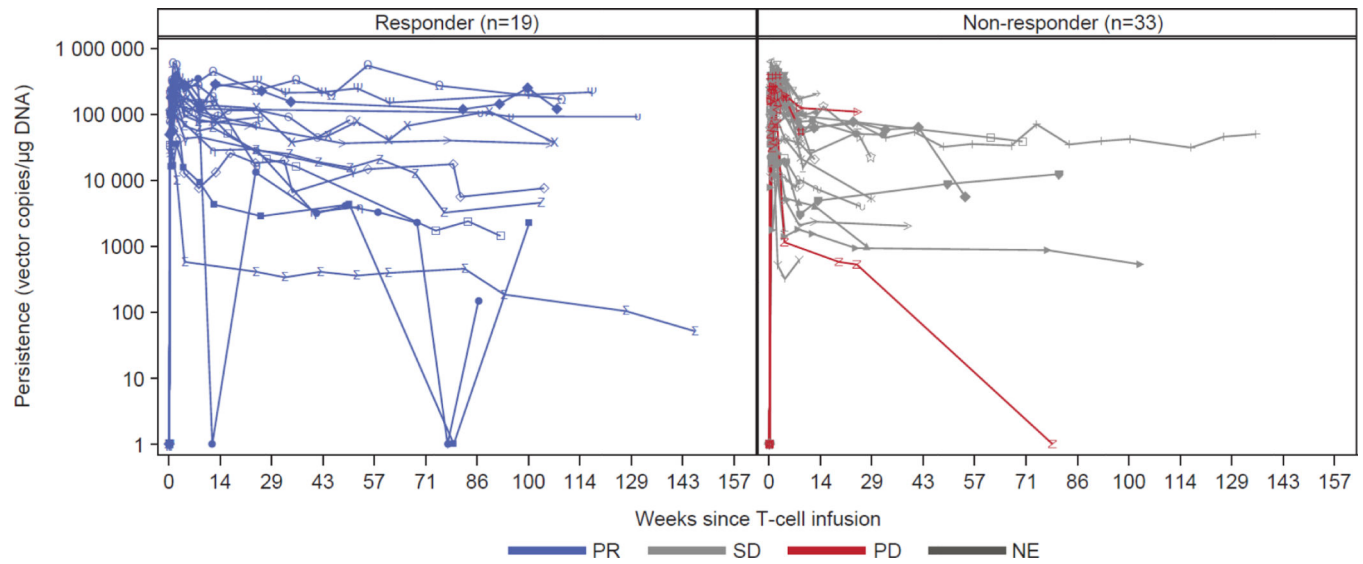 Responder (n=19)
Non-responder (n=33)
Persistence (vector copies/µg DNA)
1 000 000
100 000
10 000
1000
100
10
1
0 14 29 43 57 71 86 100 114 129 143 157
0 14 29 43 57 71 86 100 114 129 143 157
Weeks since T-cell infusion
PR SD PD NE